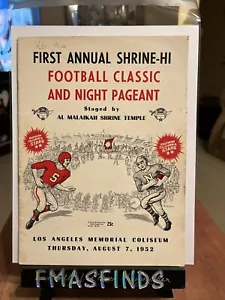 FIRST ANNUAL SHRINE-HI
FOOTBALL CLASSIC
AND NIGHT PAGEANT
Staged by
AL MALAIKAH SHRINE TEMPLE
5
25c
LOS ANGELES MEMORIAL COLISEUM
THURSDAY, AUGUST 7, 1952
FMASFINDS